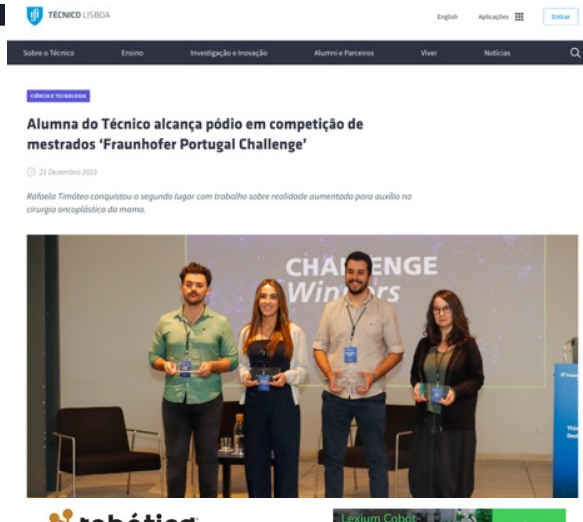 TÉCNICO LISBOA
English
Aplicações
Entrar
Sobre o Técnico
Ensino
Investigação e Inovação
Alumni e Parceiros
Viver
Notícias
CIÊNCIA E TECNOLOGIA
Alumna do Técnico alcança pódio em competição de
mestrados ‘Fraunhofer Portugal Challenge’
21 Dezembro 2023
Rafaela Timóteo conquistou o segundo lugar com trabalho sobre realidade aumentada para auxílio na
cirurgia oncoplástica da mama.
CHALLENGE
Winners
robótica
Lexium Cobot